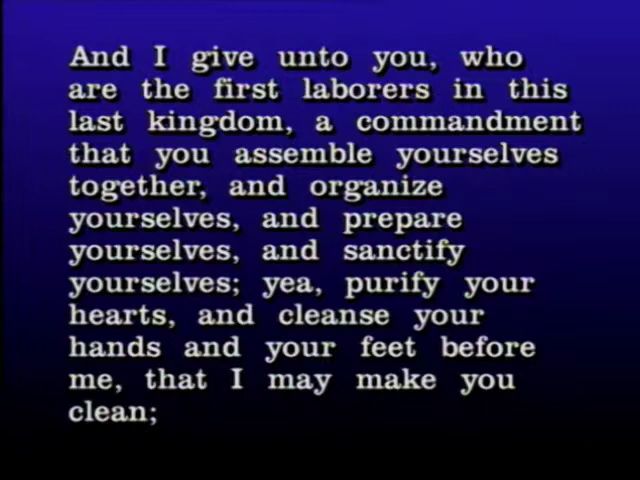 And I give unto you, who
are the first laborers in this
last kingdom, a commandment
that you assemble yourselves
together, and organize
yourselves, and prepare
yourselves, and sanctify
yourselves; yea, purify your
hearts, and cleanse your
hands and your feet before
me, that I may make you
clean;